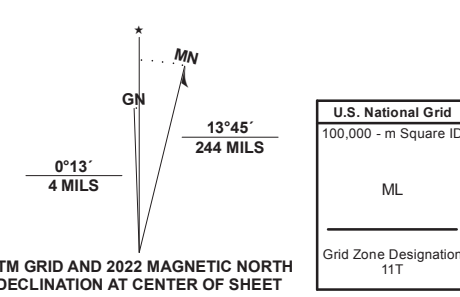 ★
MN
GN
13°45´
244 MILS
0°13´
4 MILS
TM GRID AND 2022 MAGNETIC NORTH
DECLINATION AT CENTER OF SHEET
U.S. National Grid
100,000 - m Square ID
ML
Grid Zone Designation
11T